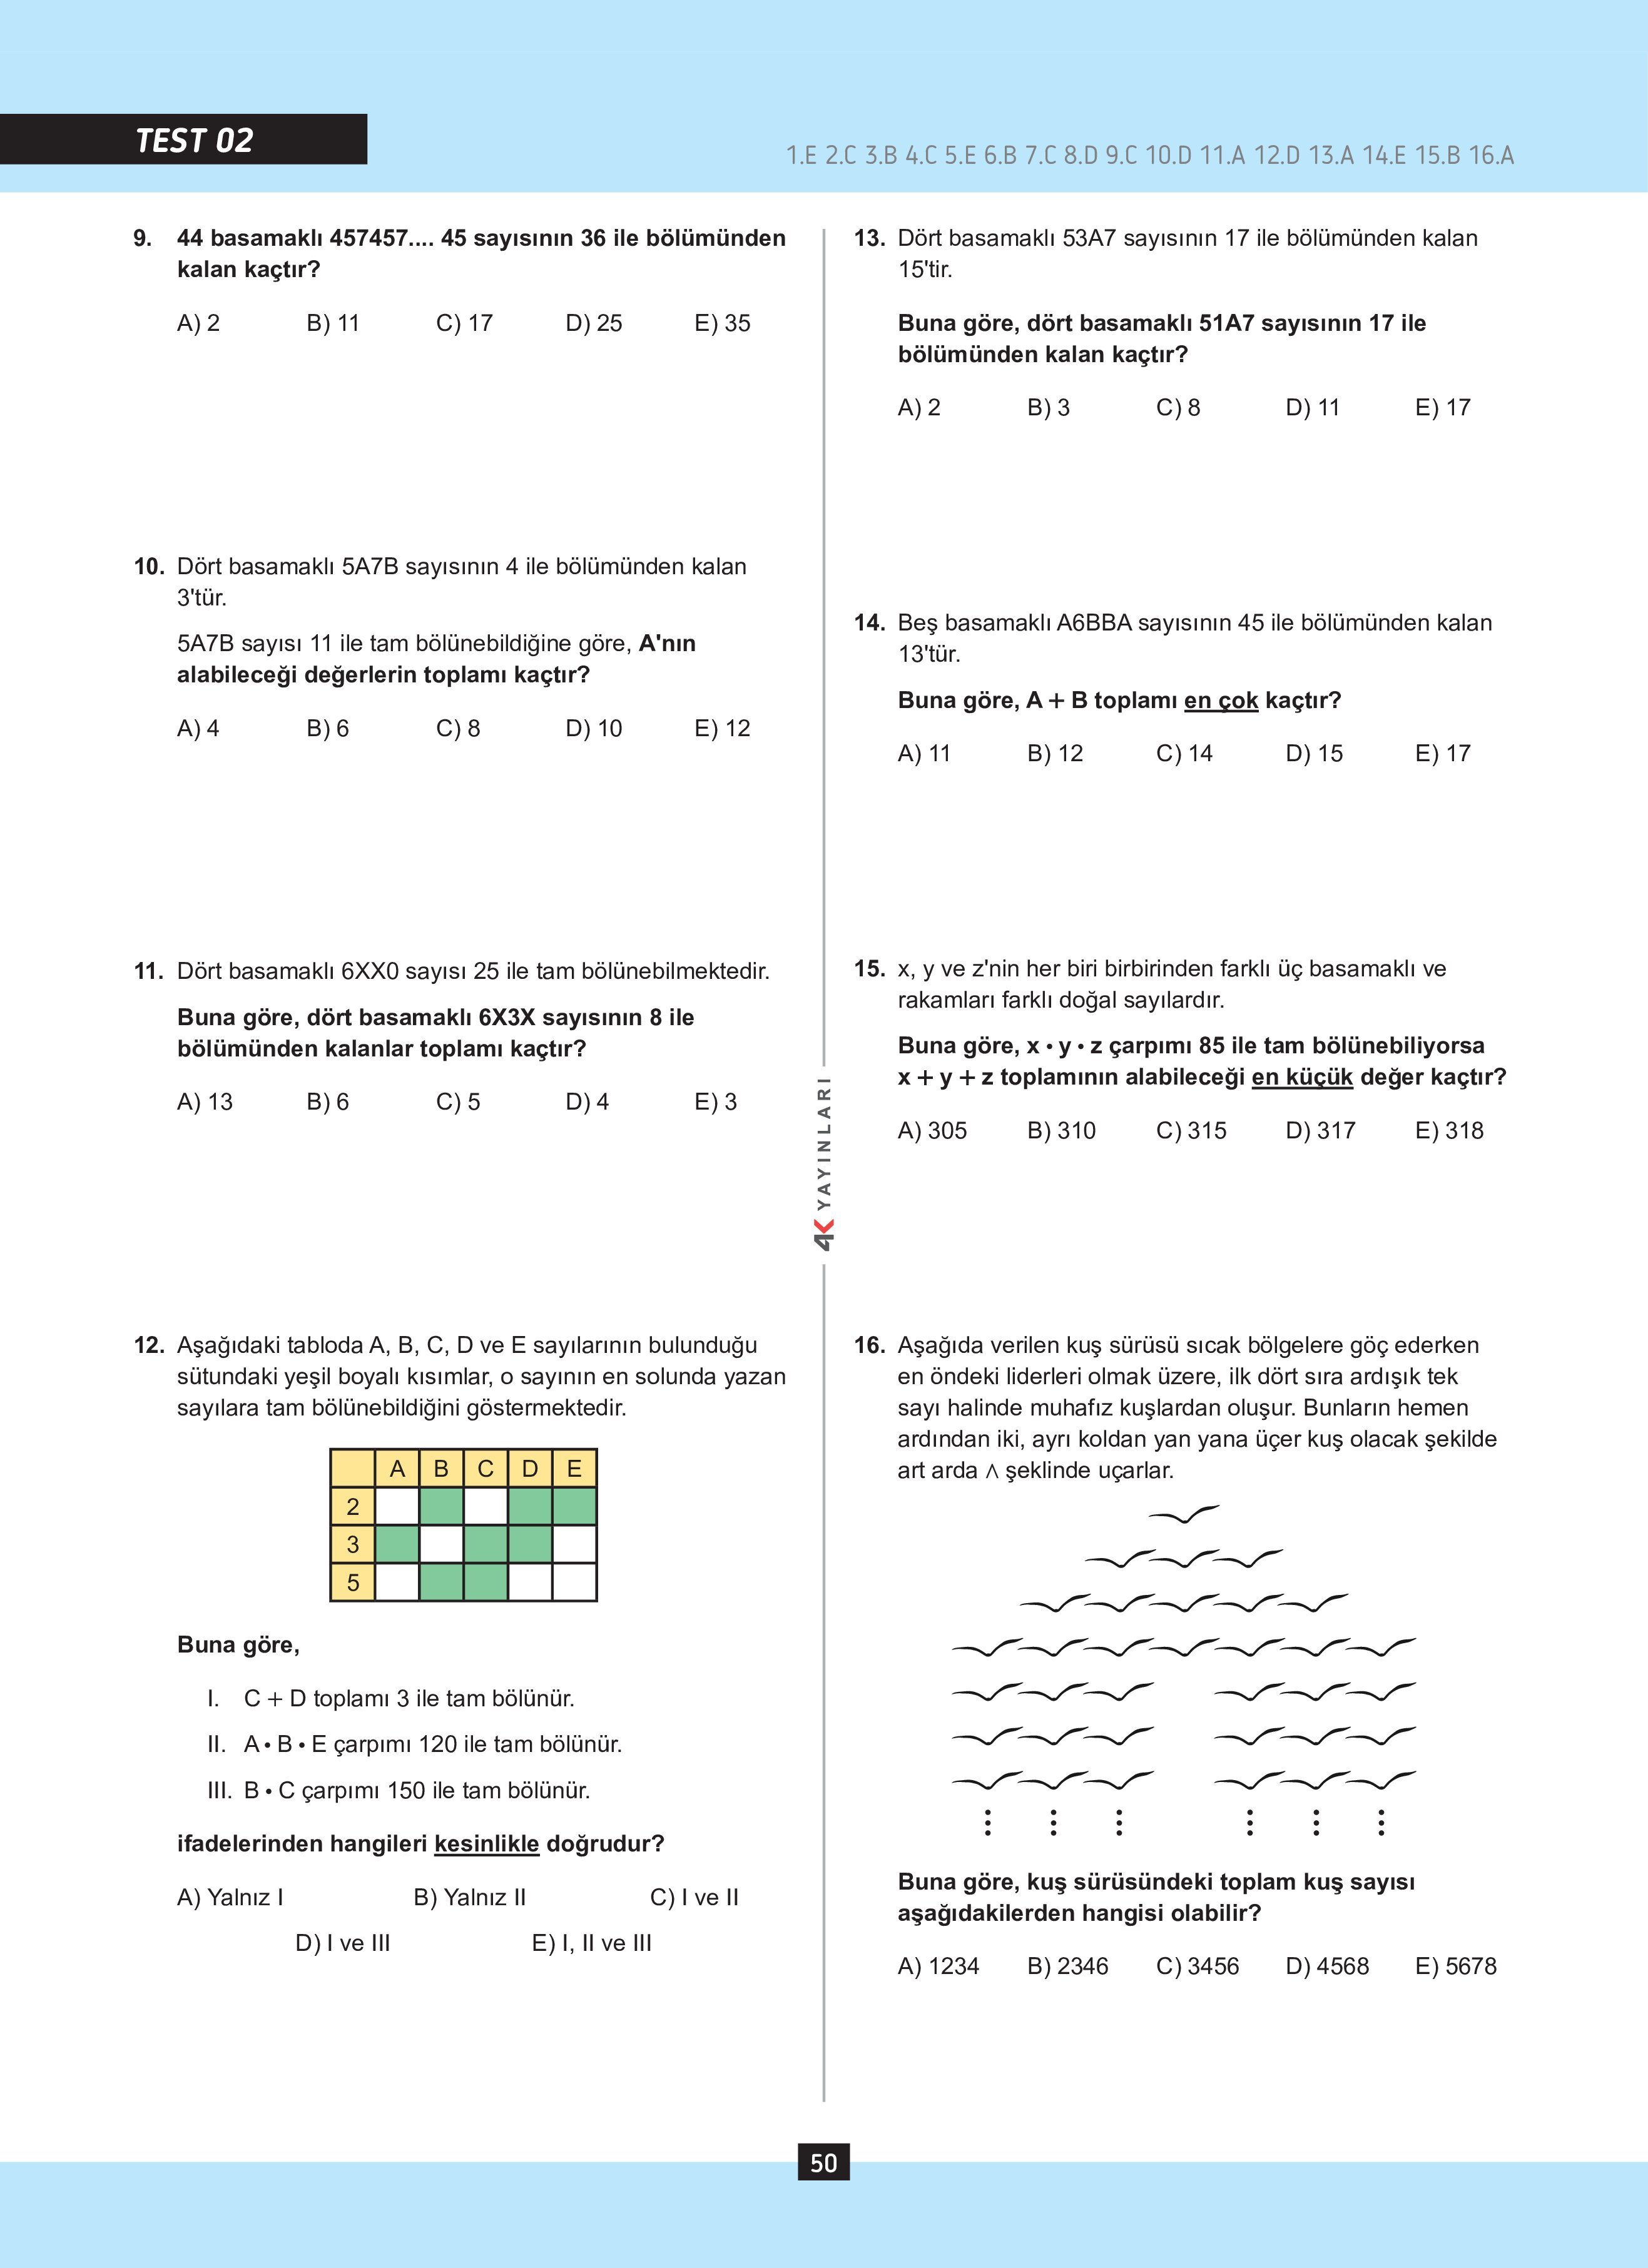 TEST 02
1.E 2.C 3.B 4.C 5.E 6.B 7.C 8.D 9.C 10.D 11.A 12.D 13.A 14.E 15.B 16.A
9. 44 basamaklı 457457.... 45 sayısının 36 ile bölümünden
kalan kaçtır?
A) 2 B) 11 C) 17 D) 25 E) 35
10. Dört basamaklı 5A7B sayısının 4 ile bölümünden kalan
3'tür.
5A7B sayısı 11 ile tam bölünebildiğine göre, A'nın
alabileceği değerlerin toplamı kaçtır?
A) 4 B) 6 C) 8 D) 10 E) 12
11. Dört basamaklı 6XX0 sayısı 25 ile tam bölünebilmektedir.
Buna göre, dört basamaklı 6X3X sayısının 8 ile
bölümünden kalanlar toplamı kaçtır?
A) 13 B) 6 C) 5 D) 4 E) 3
12. Aşağıdaki tabloda A, B, C, D ve E sayılarının bulunduğu
sütundaki yeşil boyalı kısımlar, o sayının en solunda yazan
sayılara tam bölünebildiğini göstermektedir.
A B C D E
2
3
5
Buna göre,
I. C + D toplamı 3 ile tam bölünür.
II. A • B • E çarpımı 120 ile tam bölünür.
III. B • C çarpımı 150 ile tam bölünür.
ifadelerinden hangileri kesinlikle doğrudur?
A) Yalnız I B) Yalnız II C) I ve II
D) I ve III E) I, II ve III
4K YAYINLARI
13. Dört basamaklı 53A7 sayısının 17 ile bölümünden kalan
15'tir.
Buna göre, dört basamaklı 51A7 sayısının 17 ile
bölümünden kalan kaçtır?
A) 2 B) 3 C) 8 D) 11 E) 17
14. Beş basamaklı A6BBA sayısının 45 ile bölümünden kalan
13'tür.
Buna göre, A + B toplamı en çok kaçtır?
A) 11 B) 12 C) 14 D) 15 E) 17
15. x, y ve z'nin her biri birbirinden farklı üç basamaklı ve
rakamları farklı doğal sayılardır.
Buna göre, x • y • z çarpımı 85 ile tam bölünebiliyorsa
x + y + z toplamının alabileceği en küçük değer kaçtır?
A) 305 B) 310 C) 315 D) 317 E) 318
16. Aşağıda verilen kuş sürüsü sıcak bölgelere göç ederken
en öndeki liderleri olmak üzere, ilk dört sıra ardışık tek
sayı halinde muhafız kuşlardan oluşur. Bunların hemen
ardından iki, ayrı koldan yan yana üçer kuş olacak şekilde
art arda ∧ şeklinde uçarlar.
Buna göre, kuş sürüsündeki toplam kuş sayısı
aşağıdakilerden hangisi olabilir?
A) 1234 B) 2346 C) 3456 D) 4568 E) 5678
50